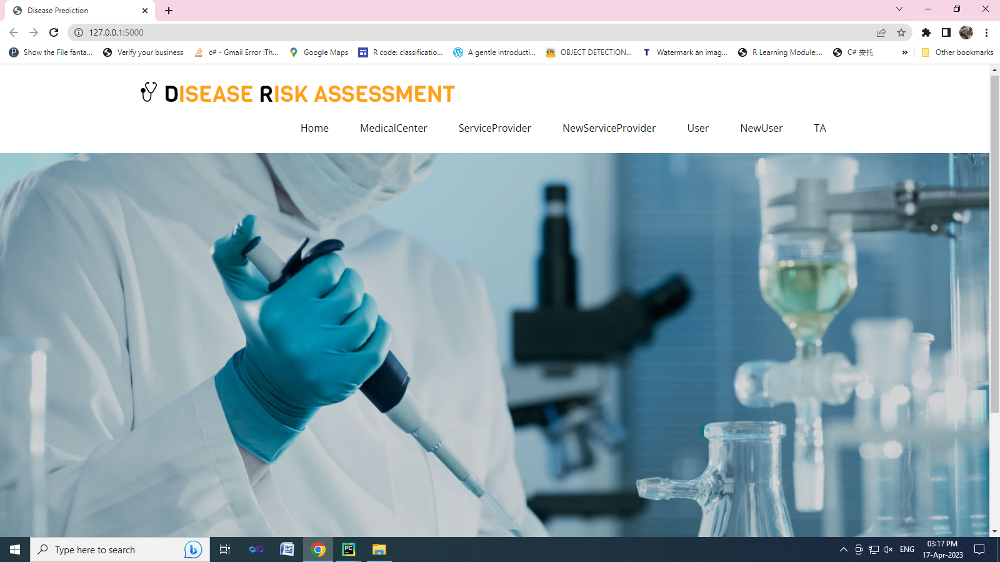 Disease Prediction
127.0.0.1:5000
Show the File fanta... Verify your business c# - Gmail Error :Th... Google Maps R code: classificatio... A gentle introducti... OBJECT DETECTION... T Watermark an imag... R Learning Module:... C# 委托 » Other bookmarks
DISEASE RISK ASSESSMENT
Home MedicalCenter ServiceProvider NewServiceProvider User NewUser TA
Type here to search
PC
ENG
03:17 PM
17-Apr-2023